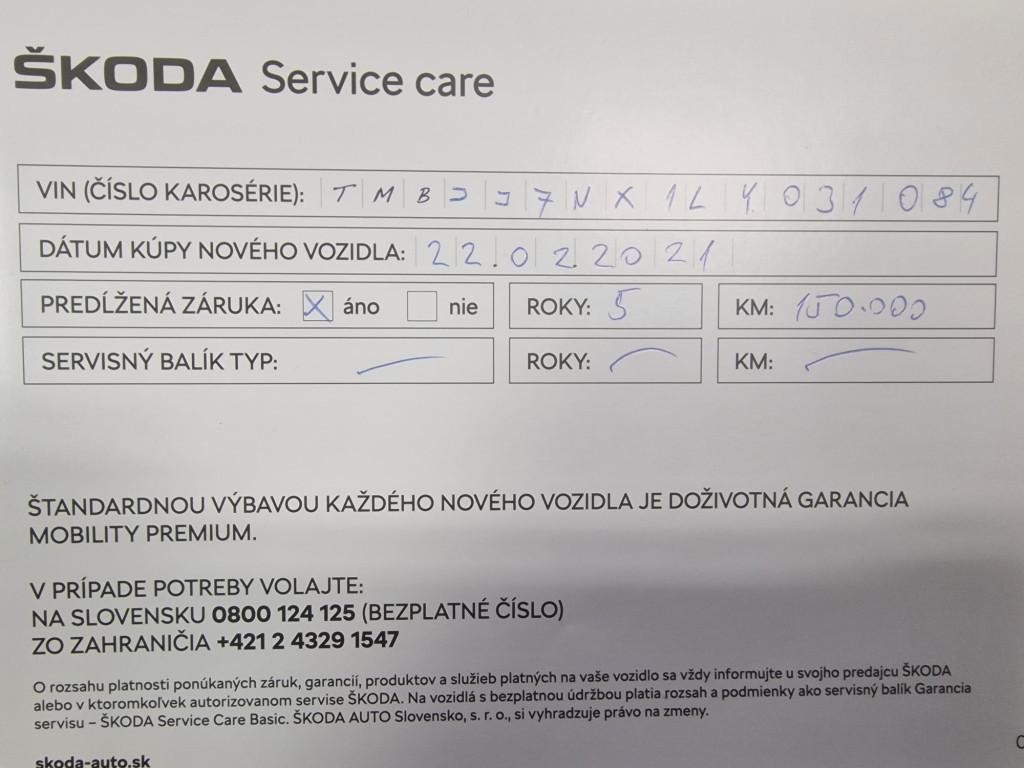 ŠKODA Service care
VIN (ČÍSLO KAROSÉRIE): TMBJJ7NX1LY031084
DÁTUM KÚPY NOVÉHO VOZIDLA: 22.02.2021
PREDĹŽENÁ ZÁRUKA: X áno nie ROKY: 5 KM: 150.000
SERVISNÝ BALÍK TYP: — ROKY: — KM: —
ŠTANDARDNOU VÝBAVOU KAŽDÉHO NOVÉHO VOZIDLA JE DOŽIVOTNÁ GARANCIA
MOBILITY PREMIUM.
V PRÍPADE POTREBY VOLAJTE:
NA SLOVENSKU 0800 124 125 (BEZPLATNÉ ČÍSLO)
ZO ZAHRANIČIA +421 2 4329 1547
O rozsahu platnosti ponúkaných záruk, garancií, produktov a služieb platných na vaše vozidlo sa vždy informujte u svojho predajcu ŠKODA
alebo v ktoromkoľvek autorizovanom servise ŠKODA. Na vozidlá s bezplatnou údržbou platia rozsah a podmienky ako servisný balík Garancia
servisu – ŠKODA Service Care Basic. ŠKODA AUTO Slovensko, s. r. o., si vyhradzuje právo na zmeny.
skoda-auto.sk